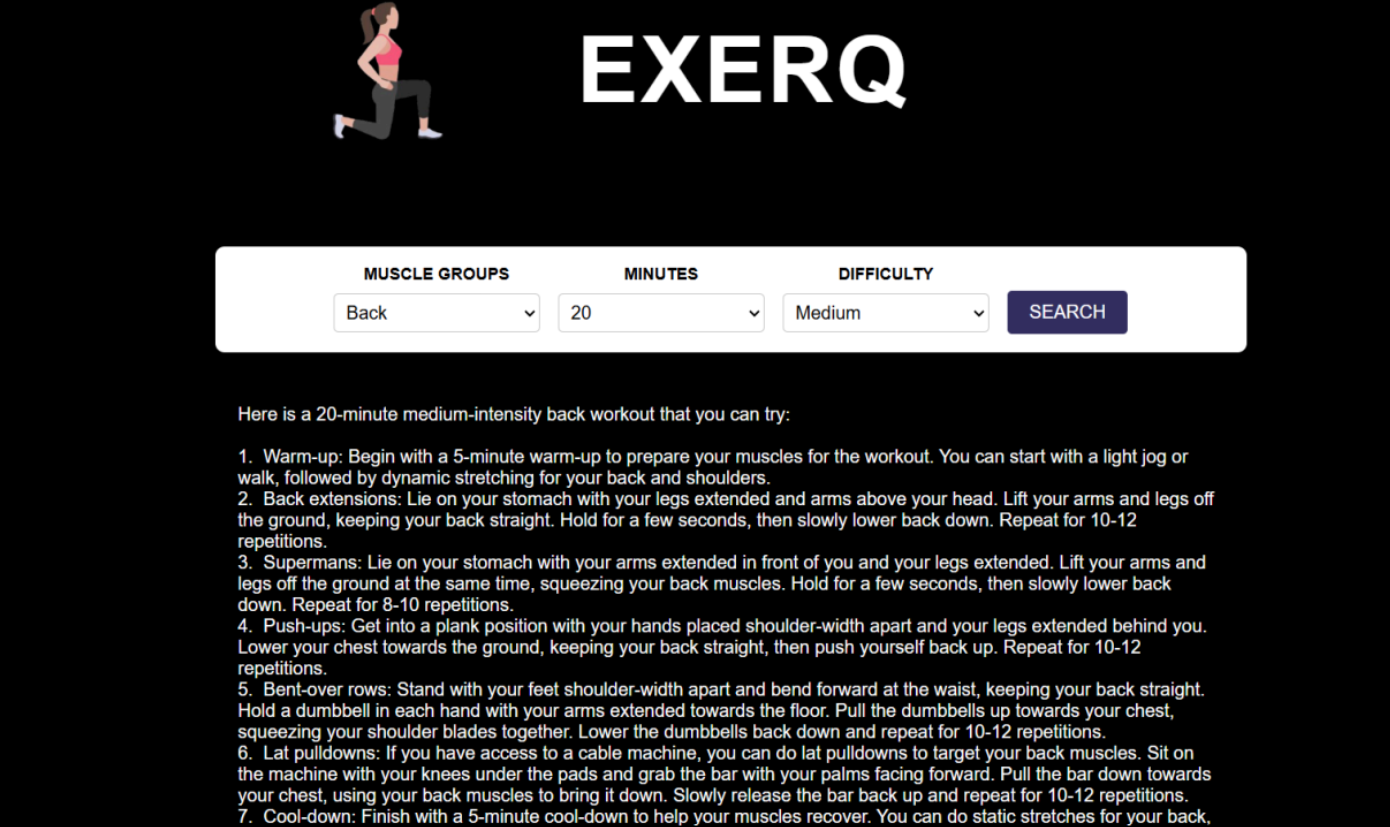 EXERQ
MUSCLE GROUPS
MINUTES
DIFFICULTY
Back
20
Medium
SEARCH
Here is a 20-minute medium-intensity back workout that you can try:
1. Warm-up: Begin with a 5-minute warm-up to prepare your muscles for the workout. You can start with a light jog or
walk, followed by dynamic stretching for your back and shoulders.
2. Back extensions: Lie on your stomach with your legs extended and arms above your head. Lift your arms and legs off
the ground, keeping your back straight. Hold for a few seconds, then slowly lower back down. Repeat for 10-12
repetitions.
3. Supermans: Lie on your stomach with your arms extended in front of you and your legs extended. Lift your arms and
legs off the ground at the same time, squeezing your back muscles. Hold for a few seconds, then slowly lower back
down. Repeat for 8-10 repetitions.
4. Push-ups: Get into a plank position with your hands placed shoulder-width apart and your legs extended behind you.
Lower your chest towards the ground, keeping your back straight, then push yourself back up. Repeat for 10-12
repetitions.
5. Bent-over rows: Stand with your feet shoulder-width apart and bend forward at the waist, keeping your back straight.
Hold a dumbbell in each hand with your arms extended towards the floor. Pull the dumbbells up towards your chest,
squeezing your shoulder blades together. Lower the dumbbells back down and repeat for 10-12 repetitions.
6. Lat pulldowns: If you have access to a cable machine, you can do lat pulldowns to target your back muscles. Sit on
the machine with your knees under the pads and grab the bar with your palms facing forward. Pull the bar down towards
your chest, using your back muscles to bring it down. Slowly release the bar back up and repeat for 10-12 repetitions.
7. Cool-down: Finish with a 5-minute cool-down to help your muscles recover. You can do static stretches for your back,